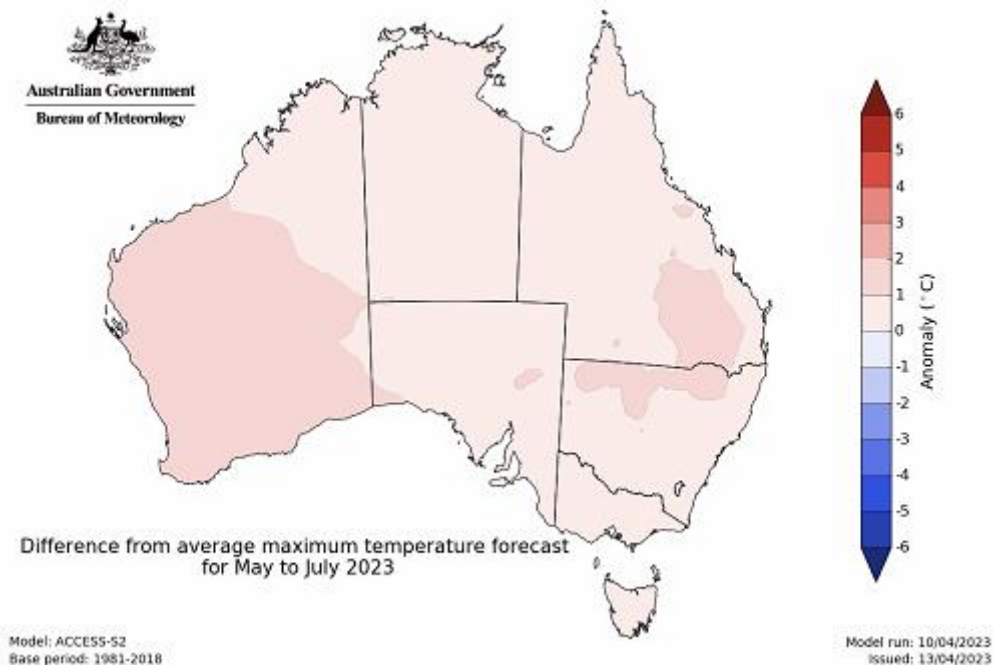 Australian Government
Bureau of Meteorology
6
5
4
3
2
1
0
-1
-2
-3
-4
-5
-6
Anomaly (°C)
Difference from average maximum temperature forecast
for May to July 2023
Model: ACCESS-S2
Base period: 1981-2018
Model run: 10/04/2023
Issued: 13/04/2023